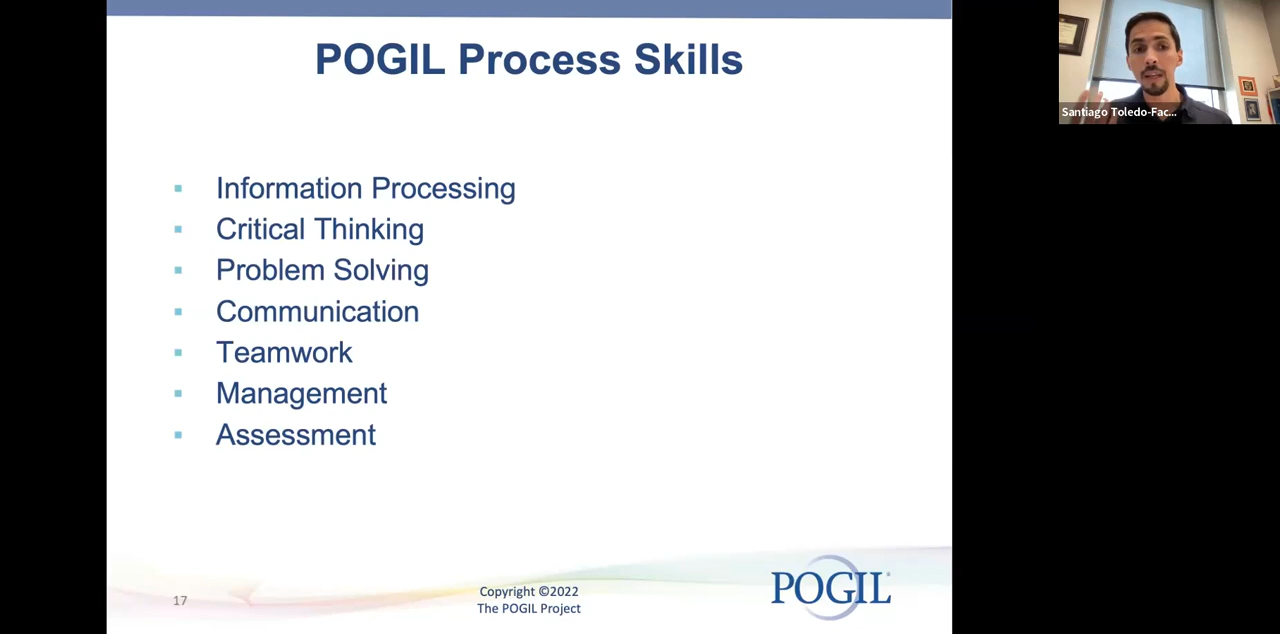 POGIL Process Skills
Santiago Toledo-Fac...
Information Processing
Critical Thinking
Problem Solving
Communication
Teamwork
Management
Assessment
17
Copyright ©2022
The POGIL Project
POGIL®